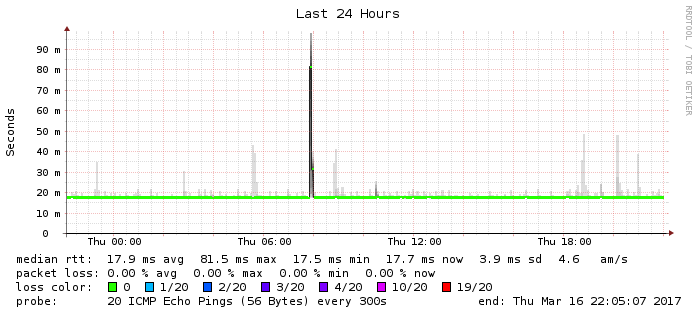 Last 24 Hours
RRDTOOL / TOBI OETIKER
Seconds
90 m
80 m
70 m
60 m
50 m
40 m
30 m
20 m
10 m
0
Thu 00:00 Thu 06:00 Thu 12:00 Thu 18:00
median rtt: 17.9 ms avg 81.5 ms max 17.5 ms min 17.7 ms now 3.9 ms sd 4.6 am/s
packet loss: 0.00 % avg 0.00 % max 0.00 % min 0.00 % now
loss color: 0 1/20 2/20 3/20 4/20 10/20 19/20
probe: 20 ICMP Echo Pings (56 Bytes) every 300s end: Thu Mar 16 22:05:07 2017